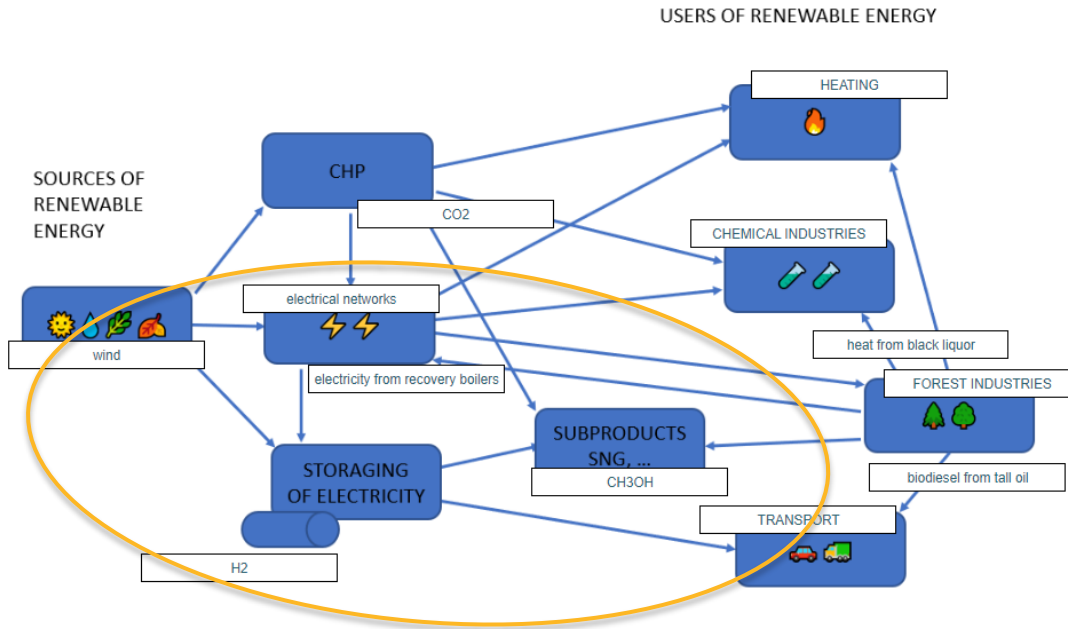 USERS OF RENEWABLE ENERGY
HEATING
CHP
SOURCES OF
RENEWABLE
ENERGY
CO2
CHEMICAL INDUSTRIES
electrical networks
wind
heat from black liquor
electricity from recovery boilers
FOREST INDUSTRIES
SUBPRODUCTS
SNG, ...
CH3OH
STORAGING
OF ELECTRICITY
biodiesel from tall oil
TRANSPORT
H2